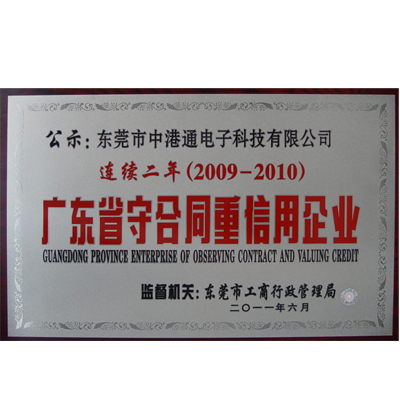 公示：东莞市中港通电子科技有限公司
连续二年(2009-2010)
广东省守合同重信用企业
GUANGDONG PROVINCE ENTERPRISE OF OBSERVING CONTRACT AND VALUING CREDIT
监督机关：东莞市工商行政管理局
二〇一一年六月